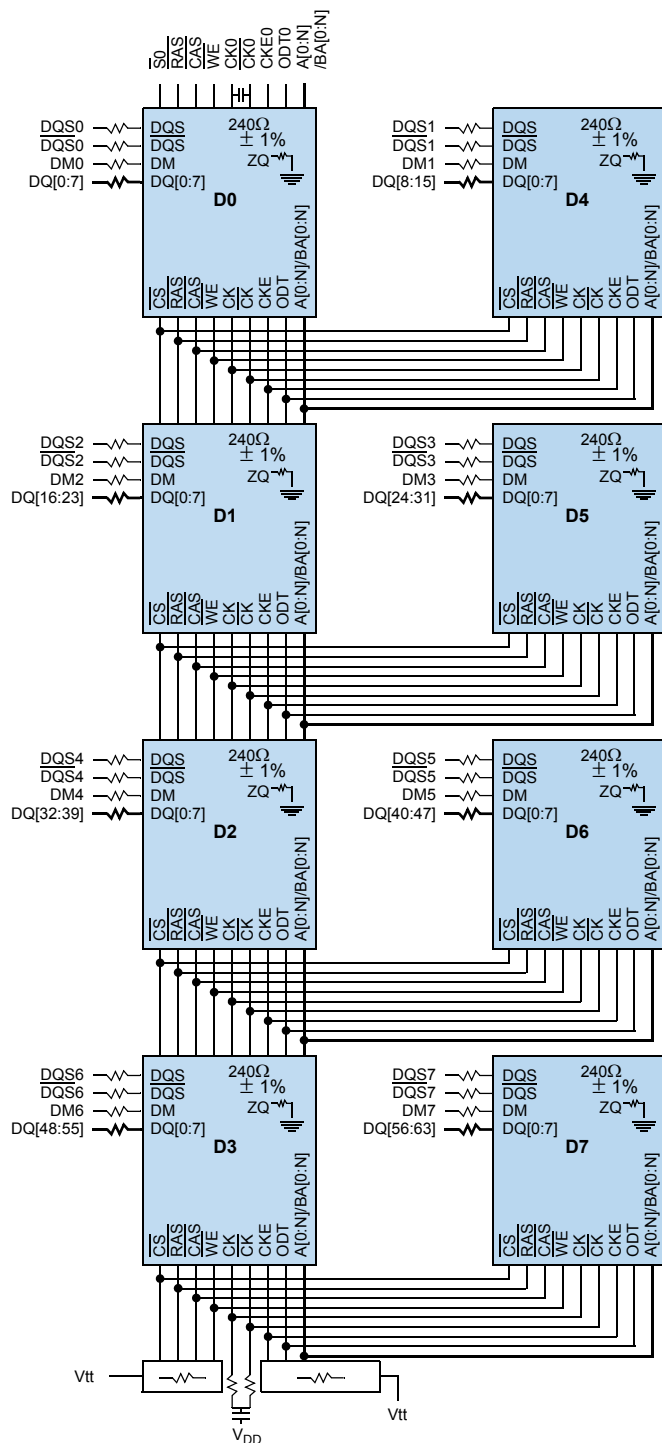 S0
RAS
CAS
WE
CK0
CK0
CKE0
ODT0
A[0:N]
/BA[0:N]
DQS0
DQS0
DM0
DQ[0:7]
DQS
DQS
DM
DQ[0:7]
240Ω
± 1%
ZQ
D0
CS
RAS
CAS
WE
CK
CK
CKE
ODT
A[0:N]/BA[0:N]
DQS1
DQS1
DM1
DQ[8:15]
DQS
DQS
DM
DQ[0:7]
240Ω
± 1%
ZQ
D4
CS
RAS
CAS
WE
CK
CK
CKE
ODT
A[0:N]/BA[0:N]
DQS2
DQS2
DM2
DQ[16:23]
DQS
DQS
DM
DQ[0:7]
240Ω
± 1%
ZQ
D1
CS
RAS
CAS
WE
CK
CK
CKE
ODT
A[0:N]/BA[0:N]
DQS3
DQS3
DM3
DQ[24:31]
DQS
DQS
DM
DQ[0:7]
240Ω
± 1%
ZQ
D5
CS
RAS
CAS
WE
CK
CK
CKE
ODT
A[0:N]/BA[0:N]
DQS4
DQS4
DM4
DQ[32:39]
DQS
DQS
DM
DQ[0:7]
240Ω
± 1%
ZQ
D2
CS
RAS
CAS
WE
CK
CK
CKE
ODT
A[0:N]/BA[0:N]
DQS5
DQS5
DM5
DQ[40:47]
DQS
DQS
DM
DQ[0:7]
240Ω
± 1%
ZQ
D6
CS
RAS
CAS
WE
CK
CK
CKE
ODT
A[0:N]/BA[0:N]
DQS6
DQS6
DM6
DQ[48:55]
DQS
DQS
DM
DQ[0:7]
240Ω
± 1%
ZQ
D3
CS
RAS
CAS
WE
CK
CK
CKE
ODT
A[0:N]/BA[0:N]
DQS7
DQS7
DM7
DQ[56:63]
DQS
DQS
DM
DQ[0:7]
240Ω
± 1%
ZQ
D7
CS
RAS
CAS
WE
CK
CK
CKE
ODT
A[0:N]/BA[0:N]
Vtt
VDD
Vtt